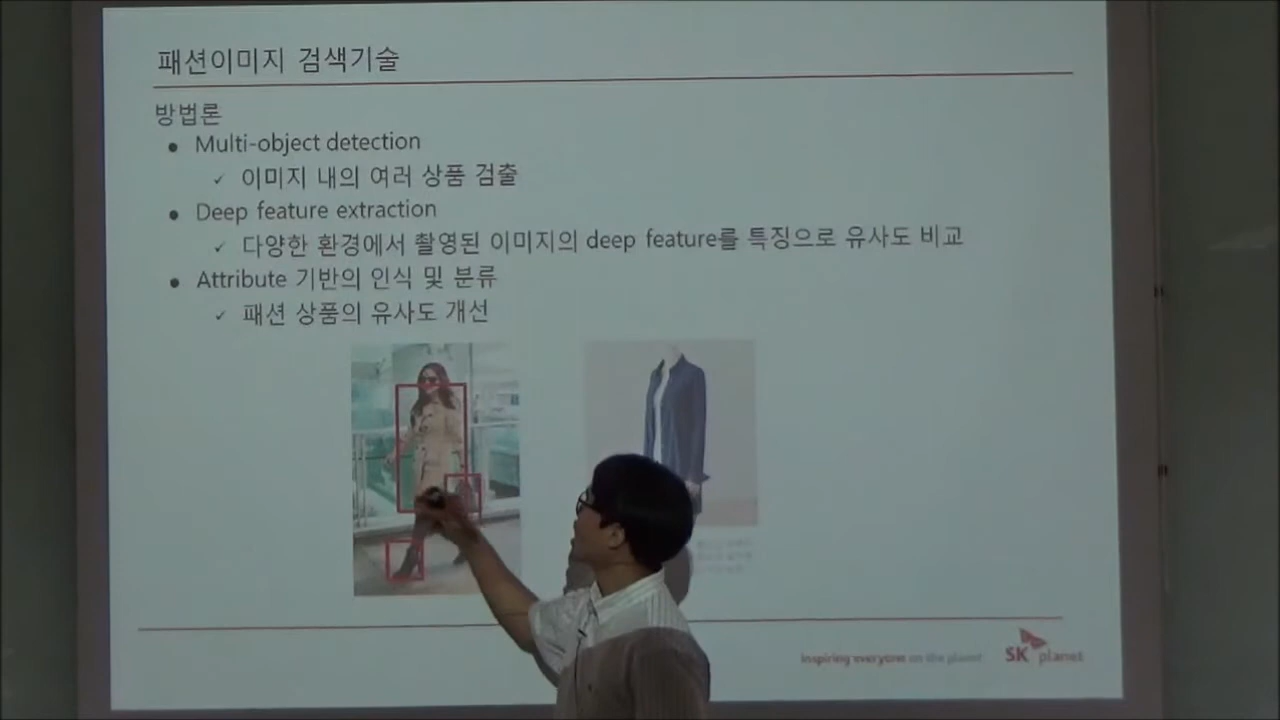 패션이미지 검색기술
방법론
• Multi-object detection
✓ 이미지 내의 여러 상품 검출
• Deep feature extraction
✓ 다양한 환경에서 촬영된 이미지의 deep feature를 특징으로 유사도 비교
• Attribute 기반의 인식 및 분류
✓ 패션 상품의 유사도 개선
inspiring everyone on the planet
SK planet